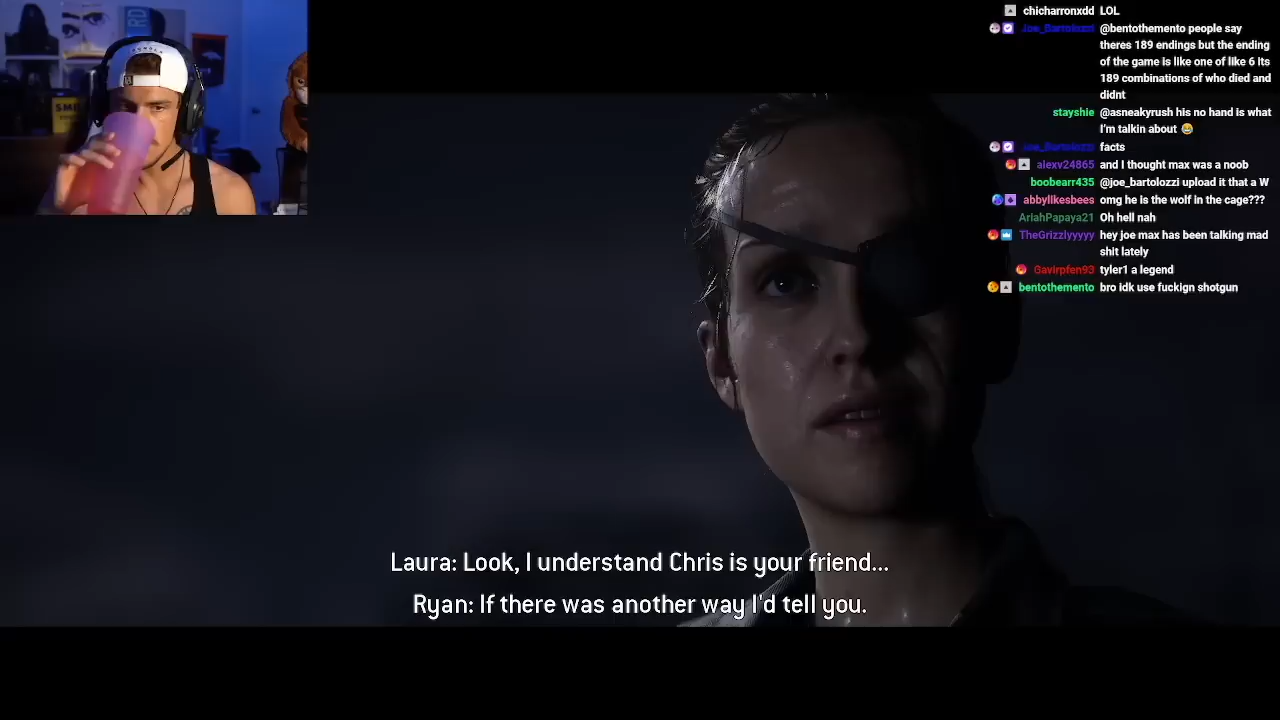 SMILE
chicharronxdd LOL
Joe_Bartolozzi @bentothemento people say
theres 189 endings but the ending
of the game is like one of like 6 Its
189 combinations of who died and
didnt
stayshie @asneakyrush his no hand is what
I'm talkin about 😂
Joe_Bartolozzi facts
alexv24865 and I thought max was a noob
boobearr435 @joe_bartolozzi upload it that a W
abbylikesbees omg he is the wolf in the cage???
AriahPapaya21 Oh hell nah
TheGrizzlyyyyy hey joe max has been talking mad
shit lately
Gavirpfen93 tyler1 a legend
bentothemento bro idk use fuckign shotgun
Laura: Look, I understand Chris is your friend...
Ryan: If there was another way I'd tell you.